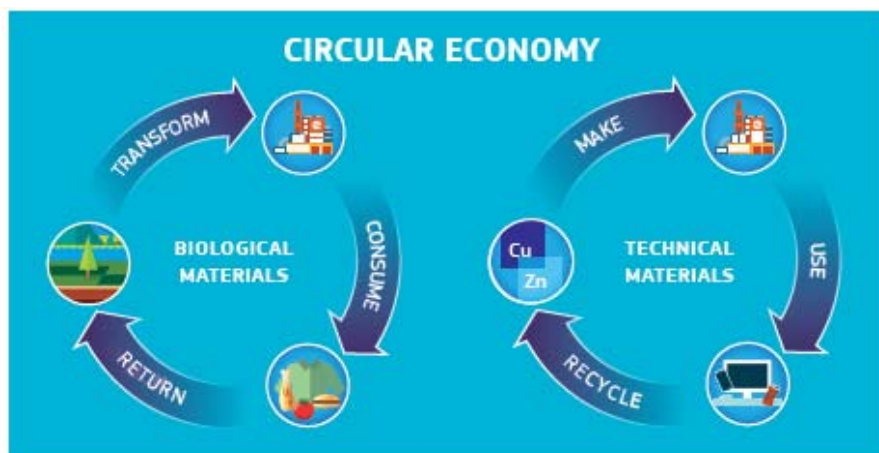 CIRCULAR ECONOMY
TRANSFORM
CONSUME
RETURN
BIOLOGICAL
MATERIALS
MAKE
USE
RECYCLE
Cu
Zn
TECHNICAL
MATERIALS